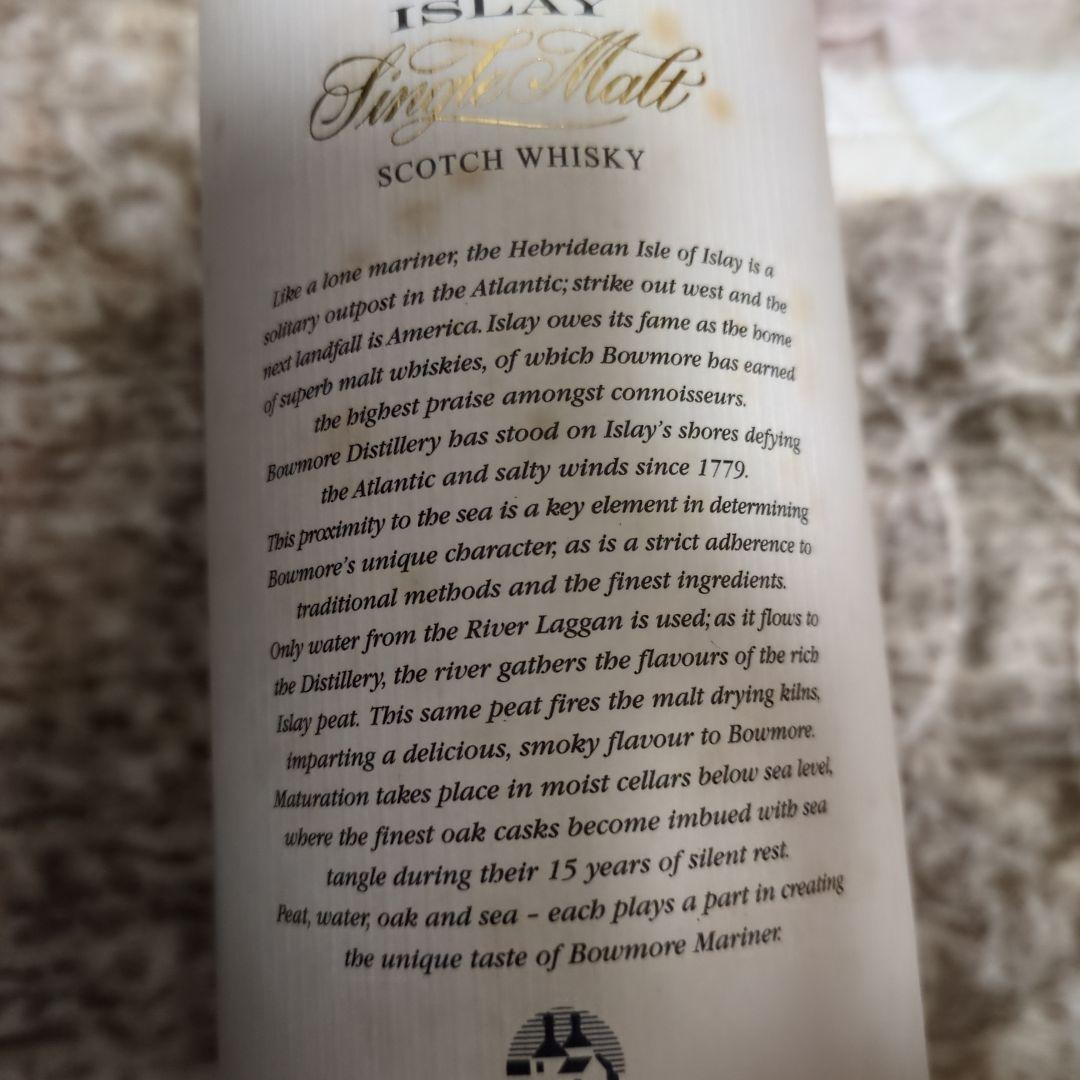 ISLAY
Single Malt
SCOTCH WHISKY
Like a lone mariner, the Hebridean Isle of Islay is a
solitary outpost in the Atlantic; strike out west and the
next landfall is America. Islay owes its fame as the home
of superb malt whiskies, of which Bowmore has earned
the highest praise amongst connoisseurs.
Bowmore Distillery has stood on Islay's shores defying
the Atlantic and salty winds since 1779.
This proximity to the sea is a key element in determining
Bowmore's unique character, as is a strict adherence to
traditional methods and the finest ingredients.
Only water from the River Laggan is used; as it flows to
the Distillery, the river gathers the flavours of the rich
Islay peat. This same peat fires the malt drying kilns,
imparting a delicious, smoky flavour to Bowmore.
Maturation takes place in moist cellars below sea level,
where the finest oak casks become imbued with sea
tangle during their 15 years of silent rest.
Peat, water, oak and sea – each plays a part in creating
the unique taste of Bowmore Mariner.